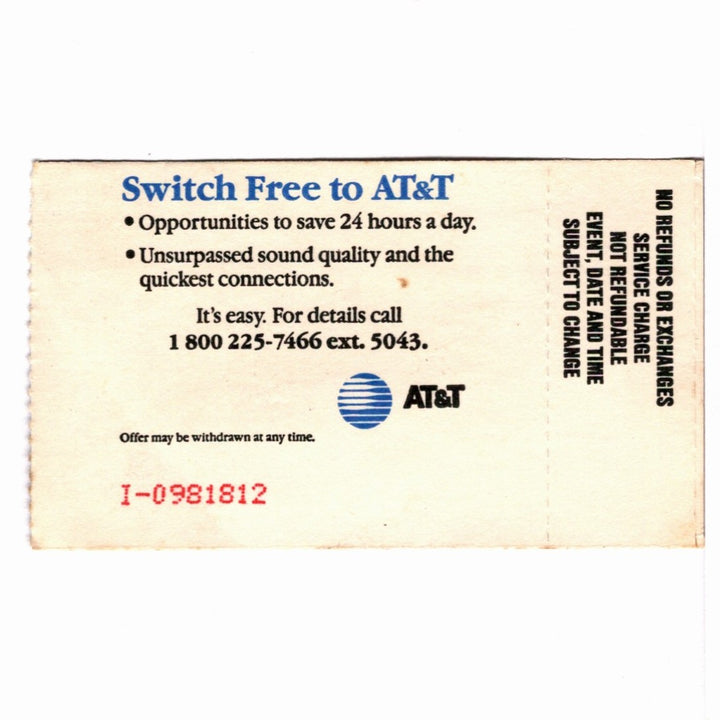 Switch Free to AT&T
• Opportunities to save 24 hours a day.
• Unsurpassed sound quality and the
quickest connections.
It's easy. For details call
1 800 225-7466 ext. 5043.
AT&T
Offer may be withdrawn at any time.
I-0981812
NO REFUNDS OR EXCHANGES
SERVICE CHARGE
NOT REFUNDABLE
EVENT, DATE AND TIME
SUBJECT TO CHANGE